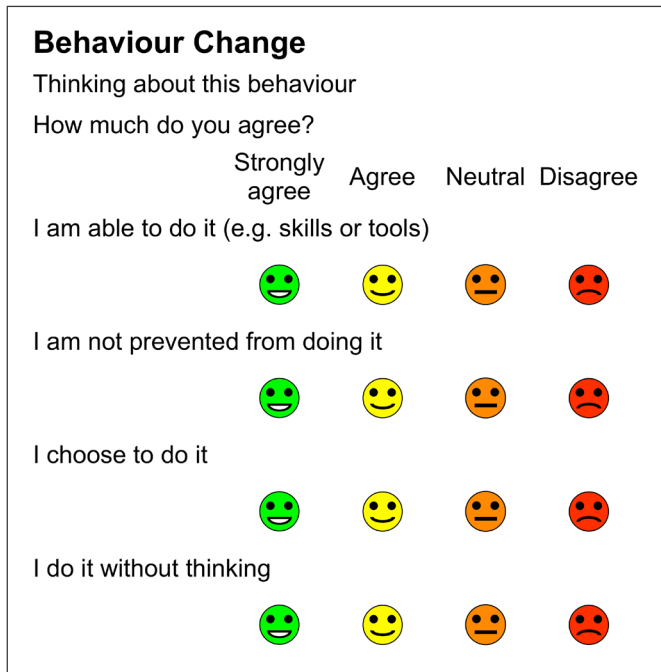 Behaviour Change
Thinking about this behaviour
How much do you agree?
Strongly
agree
Agree
Neutral
Disagree
I am able to do it (e.g. skills or tools)
I am not prevented from doing it
I choose to do it
I do it without thinking